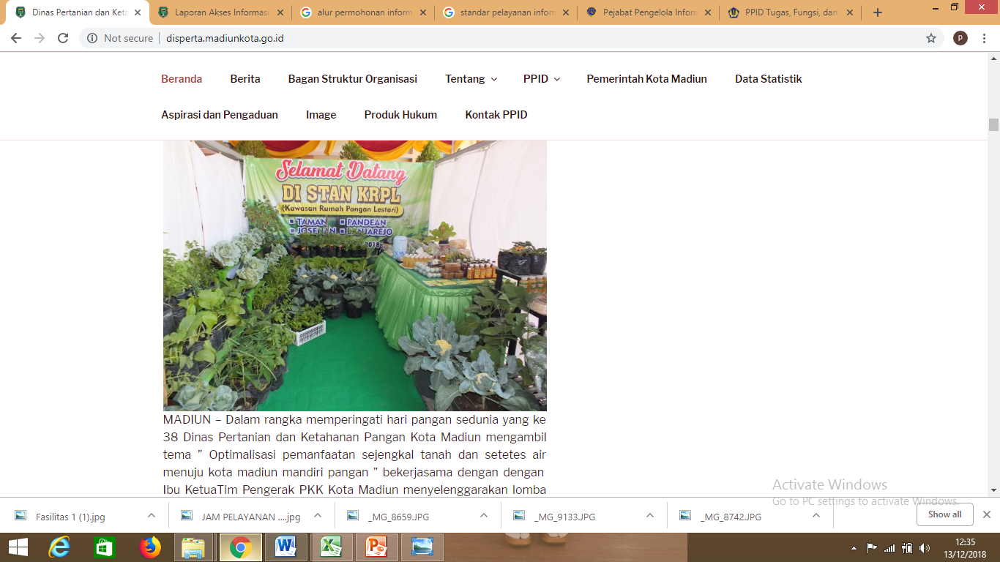 Dinas Pertanian dan Keta
Laporan Akses Informasi
alur permohonan inform
standar pelayanan inform
Pejabat Pengelola Inform
PPID Tugas, Fungsi, dan
Not secure
disperta.madiunkota.go.id
p
Beranda
Berita
Bagan Struktur Organisasi
Tentang
PPID
Pemerintah Kota Madiun
Data Statistik
Aspirasi dan Pengaduan
Image
Produk Hukum
Kontak PPID
Selamat Datang
DI STAN KRPL
(Kawasan Rumah Pangan Lestari)
TAMAN PANDEAN
JOSENAN BANJAREJO
2018
MADIUN – Dalam rangka memperingati hari pangan sedunia yang ke
38 Dinas Pertanian dan Ketahanan Pangan Kota Madiun mengambil
tema ” Optimalisasi pemanfaatan sejengkal tanah dan setetes air
menuju kota madiun mandiri pangan ” bekerjasama dengan dengan
Ibu KetuaTim Pengerak PKK Kota Madiun menyelenggarakan lomba
Activate Windows
Go to PC settings to activate Windows.
Fasilitas 1 (1).jpg
JAM PELAYANAN ....jpg
_MG_8659.JPG
_MG_9133.JPG
_MG_8742.JPG
Show all
12:35
13/12/2018